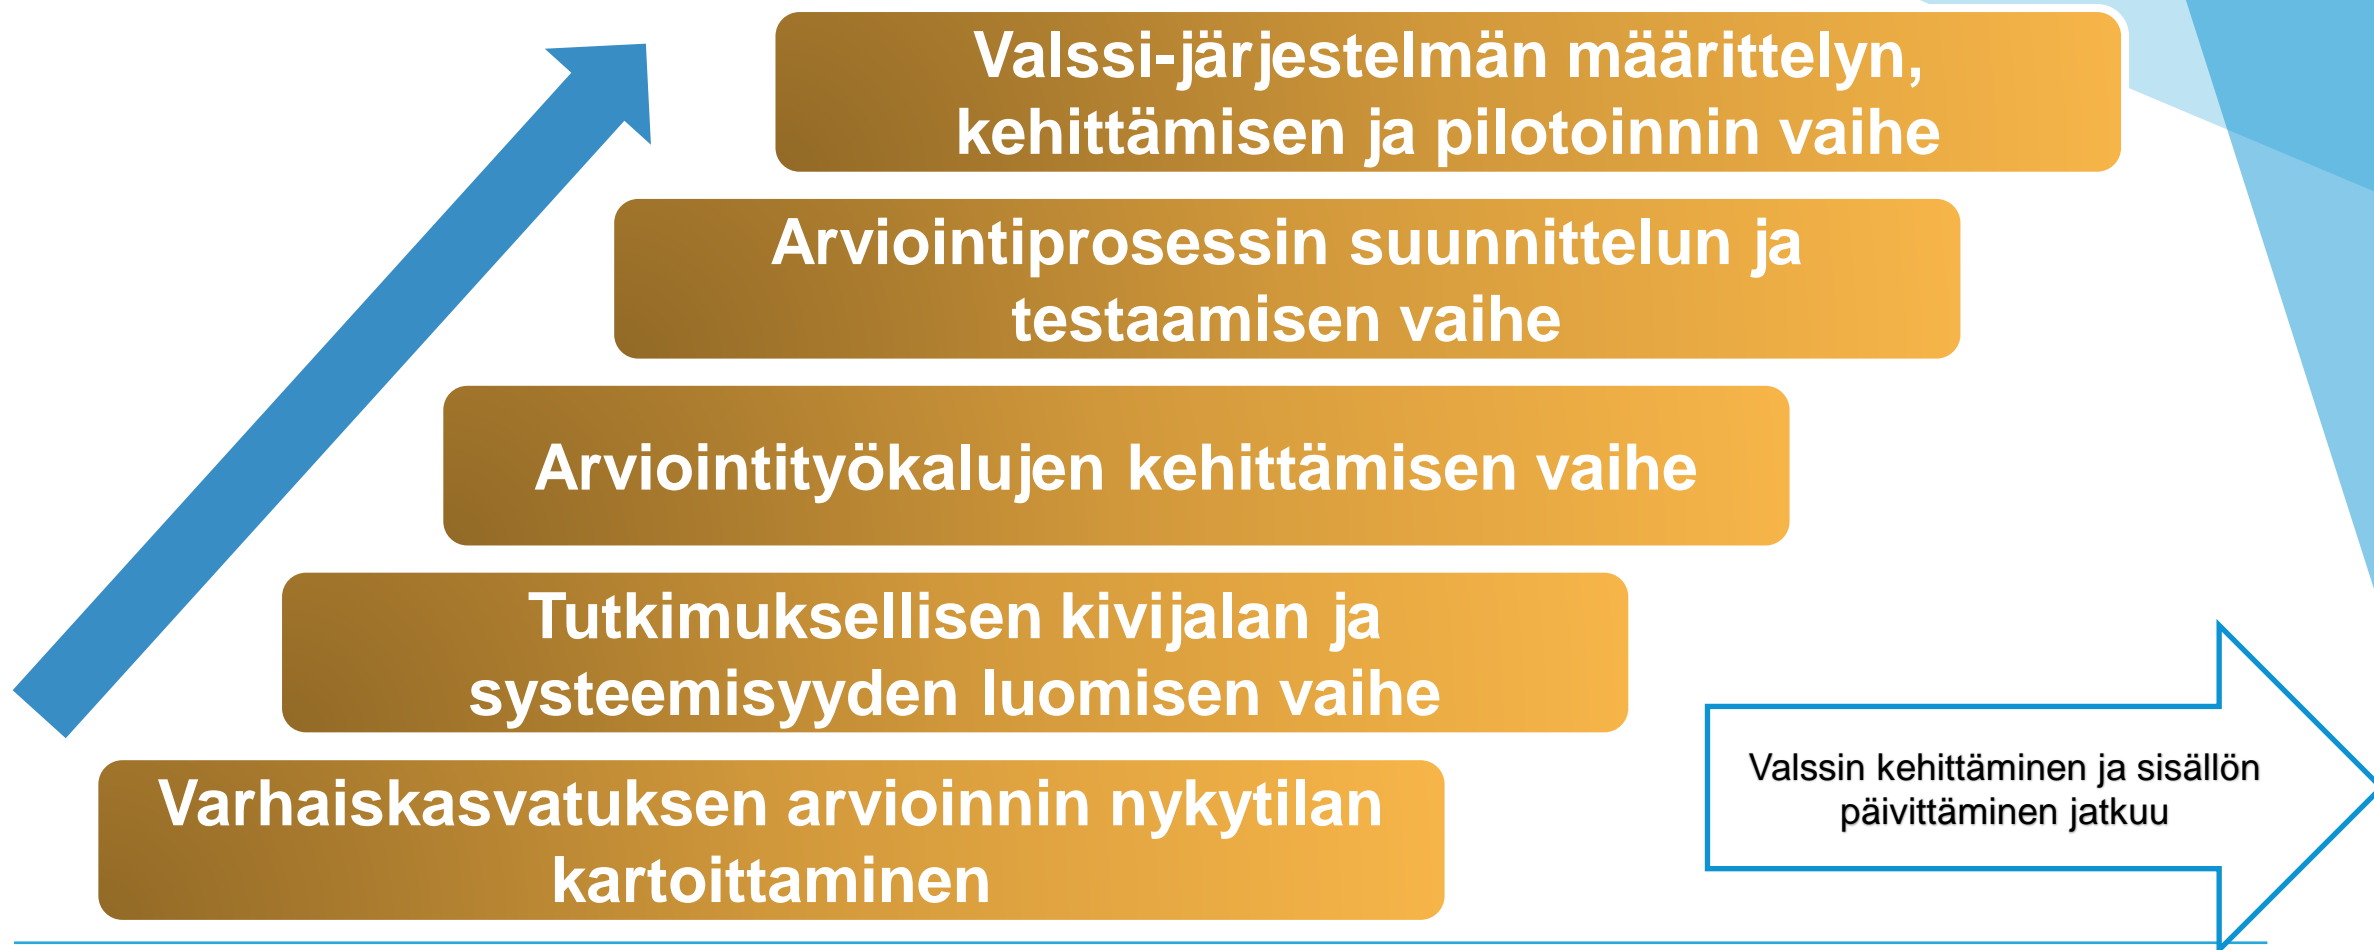 Valssi-järjestelmän määrittelyn,
kehittämisen ja pilotoinnin vaihe
Arviointiprosessin suunnittelun ja
testaamisen vaihe
Arviointityökalujen kehittämisen vaihe
Tutkimuksellisen kivijalan ja
systeemisyyden luomisen vaihe
Varhaiskasvatuksen arvioinnin nykytilan
kartoittaminen
Valssin kehittäminen ja sisällön
päivittäminen jatkuu